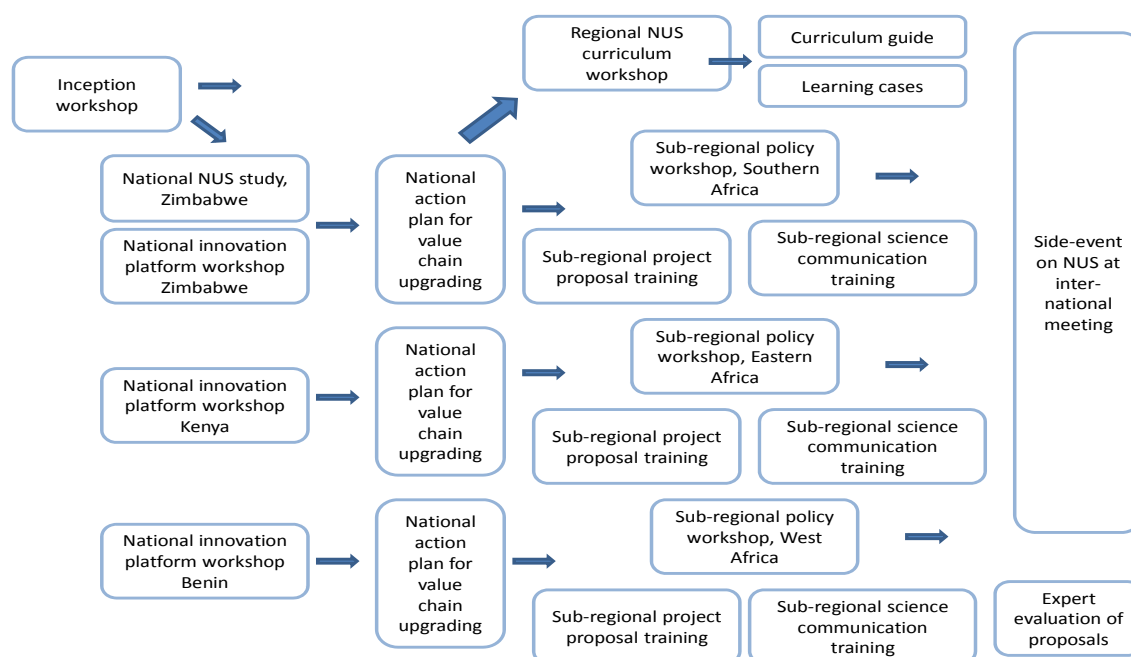 Inception
workshop
Regional NUS
curriculum
workshop
Curriculum guide
Learning cases
National NUS study,
Zimbabwe
National innovation
platform workshop
Zimbabwe
National
action
plan for
value
chain
upgrading
Sub-regional policy
workshop, Southern
Africa
Sub-regional project
proposal training
Sub-regional science
communication
training
Side-event
on NUS at
inter-
national
meeting
National innovation
platform workshop
Kenya
National
action
plan for
value
chain
upgrading
Sub-regional policy
workshop, Eastern
Africa
Sub-regional project
proposal training
Sub-regional science
communication
training
National innovation
platform workshop
Benin
National
action
plan for
value
chain
upgrading
Sub-regional policy
workshop, West
Africa
Sub-regional project
proposal training
Sub-regional science
communication
training
Expert
evaluation of
proposals